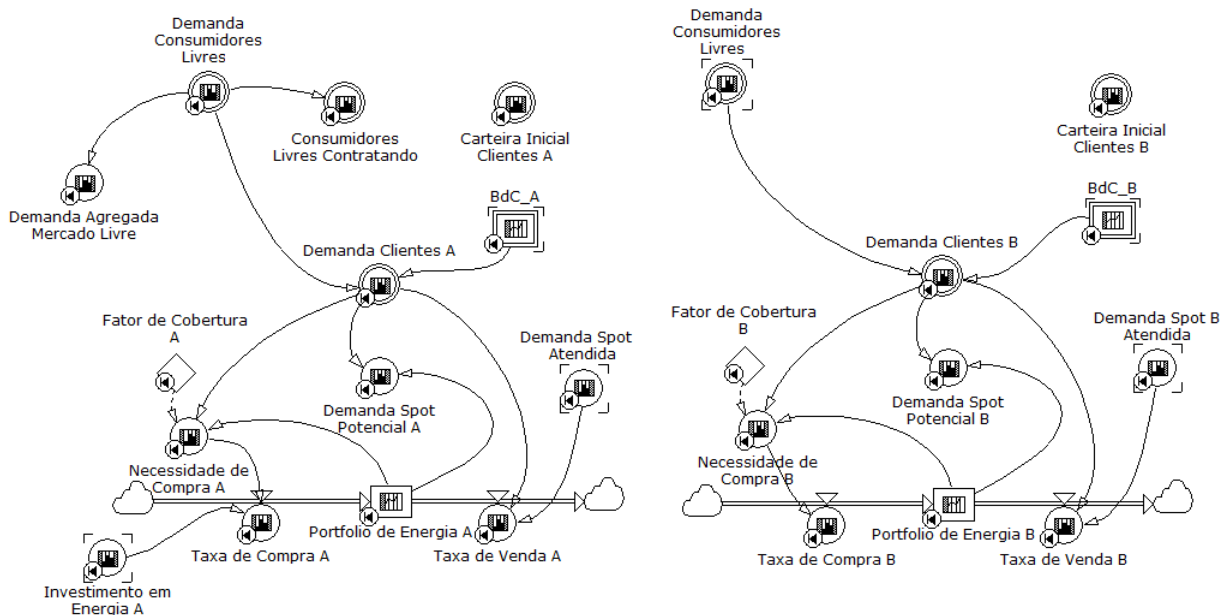 Demanda
Consumidores
Livres
Consumidores
Livres Contratando
Carteira Inicial
Clientes A
Demanda Agregada
Mercado Livre
BdC_A
Demanda Clientes A
Fator de Cobertura
A
Demanda Spot
Atendida
Demanda Spot
Potencial A
Necessidade de
Compra A
Portfolio de Energia A
Taxa de Compra A
Taxa de Venda A
Investimento em
Energia A
Demanda
Consumidores
Livres
Carteira Inicial
Clientes B
BdC_B
Demanda Clientes B
Fator de Cobertura
B
Demanda Spot B
Atendida
Demanda Spot
Potencial B
Necessidade de
Compra B
Portfolio de Energia B
Taxa de Compra B
Taxa de Venda B